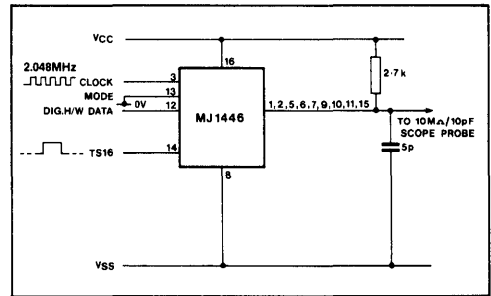 VCC
16
2.048MHz
CLOCK 3
2·7k
MODE 13
0V
DIG.H/W DATA 12
MJ1446
1,2,5,6,7,9,10,11,15
TO 10MΩ/10pF
SCOPE PROBE
TS16 14
5p
8
VSS